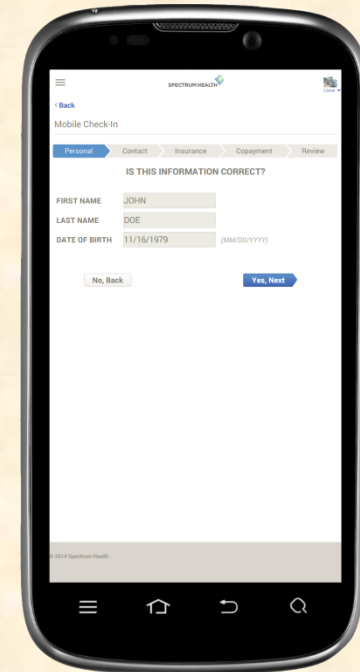 SPECTRUM HEALTH
< Back
Mobile Check-In
Personal Contact Insurance Copayment Review
IS THIS INFORMATION CORRECT?
FIRST NAME JOHN
LAST NAME DOE
DATE OF BIRTH 11/16/1979 (MM/DD/YYYY)
No, Back Yes, Next
© 2014 Spectrum Health